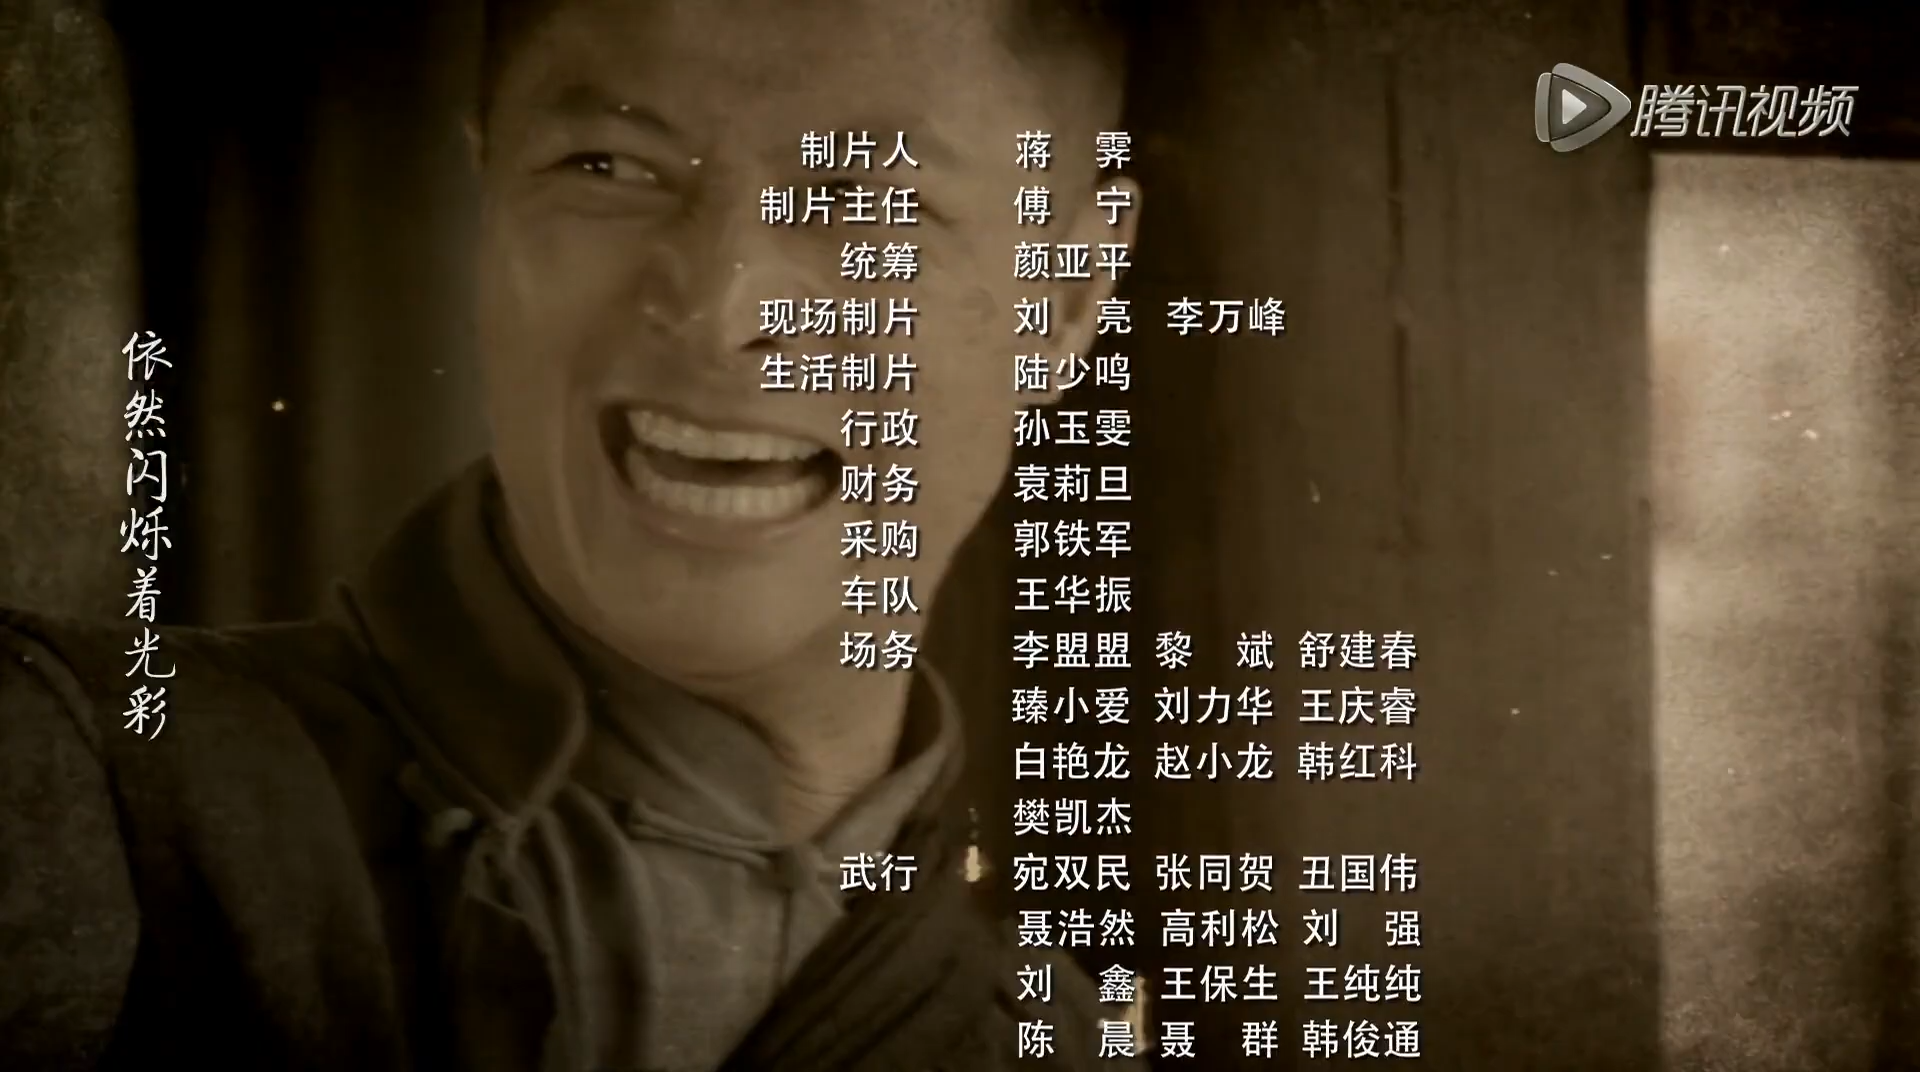 腾讯视频
制片人 蒋 霁
制片主任 傅 宁
统筹 颜亚平
现场制片 刘 亮 李万峰
生活制片 陆少鸣
行政 孙玉雯
财务 袁莉旦
采购 郭铁军
车队 王华振
场务 李盟盟 黎 斌 舒建春
臻小爱 刘力华 王庆睿
白艳龙 赵小龙 韩红科
樊凯杰
武行 宛双民 张同贺 丑国伟
聂浩然 高利松 刘 强
刘 鑫 王保生 王纯纯
陈 晨 聂 群 韩俊通
依然闪烁着光彩